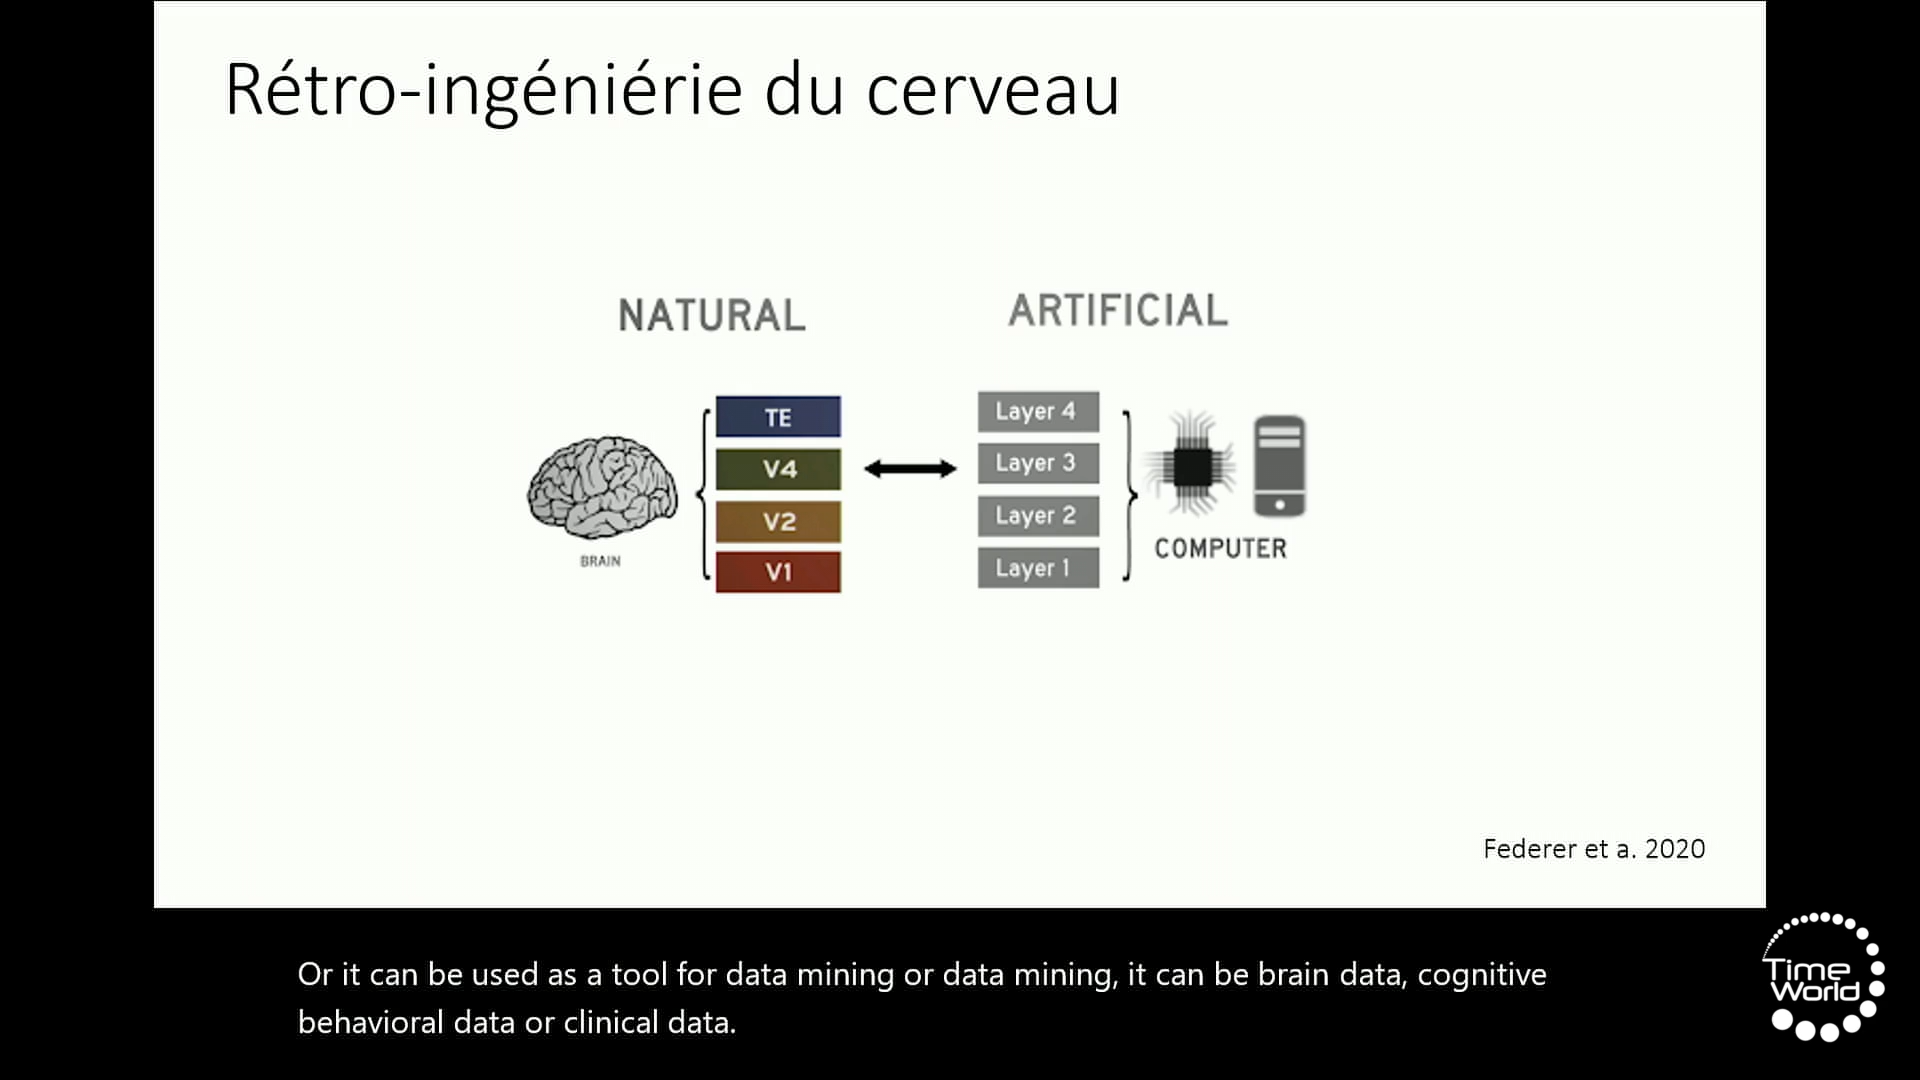 Rétro-ingéniérie du cerveau
NATURAL
ARTIFICIAL
TE
V4
V2
V1
BRAIN
Layer 4
Layer 3
Layer 2
Layer 1
COMPUTER
Federer et a. 2020
Or it can be used as a tool for data mining or data mining, it can be brain data, cognitive
behavioral data or clinical data.
Time
World